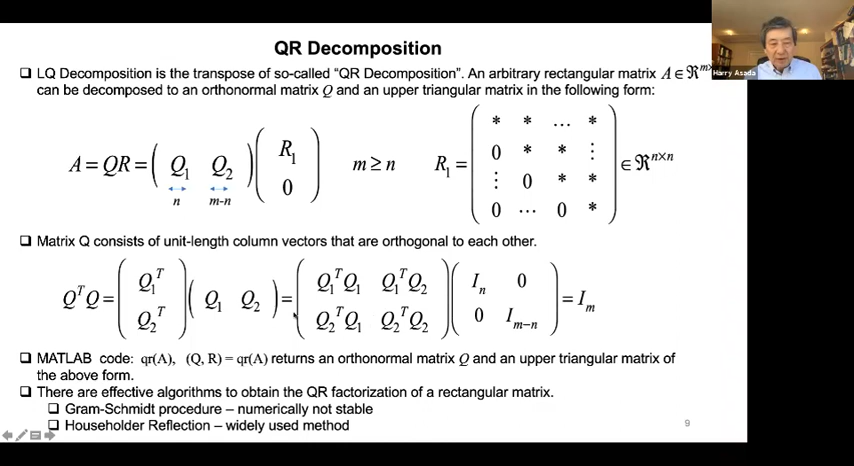 QR Decomposition
❑ LQ Decomposition is the transpose of so-called “QR Decomposition”. An arbitrary rectangular matrix A ∈ ℜ^m×
can be decomposed to an orthonormal matrix Q and an upper triangular matrix in the following form:
A = QR = ( Q₁ Q₂ ) ( R₁ ; 0 )   m ≥ n   R₁ = ( * * … * ; 0 * * ⋮ ; ⋮ 0 * * ; 0 … 0 * ) ∈ ℜ^n×n
n   m-n
❑ Matrix Q consists of unit-length column vectors that are orthogonal to each other.
Q^T Q = ( Q₁^T ; Q₂^T ) ( Q₁ Q₂ ) = ( Q₁^T Q₁ Q₁^T Q₂ ; Q₂^T Q₁ Q₂^T Q₂ ) ( I_n 0 ; 0 I_m−n ) = I_m
❑ MATLAB code: qr(A), (Q, R) = qr(A) returns an orthonormal matrix Q and an upper triangular matrix of
the above form.
❑ There are effective algorithms to obtain the QR factorization of a rectangular matrix.
❑ Gram-Schmidt procedure – numerically not stable
❑ Householder Reflection – widely used method
9
Harry Asada